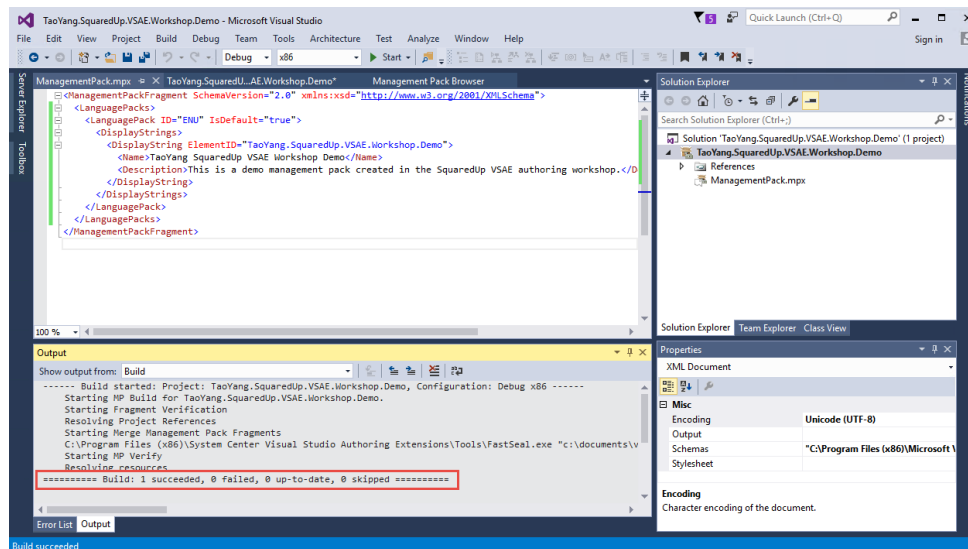 TaoYang.SquaredUp.VSAE.Workshop.Demo - Microsoft Visual Studio
5
Quick Launch (Ctrl+Q)
File Edit View Project Build Debug Team Tools Architecture Test Analyze Window Help
Sign in
Debug x86 Start
Server Explorer
Toolbox
Notifications
ManagementPack.mpx TaoYang.SquaredU...AE.Workshop.Demo* Management Pack Browser
<ManagementPackFragment SchemaVersion="2.0" xmlns:xsd="http://www.w3.org/2001/XMLSchema">
<LanguagePacks>
<LanguagePack ID="ENU" IsDefault="true">
<DisplayStrings>
<DisplayString ElementID="TaoYang.SquaredUp.VSAE.Workshop.Demo">
<Name>TaoYang SquaredUp VSAE Workshop Demo</Name>
<Description>This is a demo management pack created in the SquaredUp VSAE authoring workshop.</D
</DisplayString>
</DisplayStrings>
</LanguagePack>
</LanguagePacks>
</ManagementPackFragment>
100 %
Solution Explorer
Search Solution Explorer (Ctrl+;)
Solution 'TaoYang.SquaredUp.VSAE.Workshop.Demo' (1 project)
TaoYang.SquaredUp.VSAE.Workshop.Demo
References
ManagementPack.mpx
Solution Explorer Team Explorer Class View
Output
Show output from: Build
------ Build started: Project: TaoYang.SquaredUp.VSAE.Workshop.Demo, Configuration: Debug x86 ------
Starting MP Build for TaoYang.SquaredUp.VSAE.Workshop.Demo.
Starting Fragment Verification
Resolving Project References
Starting Merge Management Pack Fragments
C:\Program Files (x86)\System Center Visual Studio Authoring Extensions\Tools\FastSeal.exe "c:\documents\v
Starting MP Verify
Resolving resources
========== Build: 1 succeeded, 0 failed, 0 up-to-date, 0 skipped ==========
Error List Output
Properties
XML Document
Misc
Encoding Unicode (UTF-8)
Output
Schemas "C:\Program Files (x86)\Microsoft V
Stylesheet
Encoding
Character encoding of the document.
Build succeeded